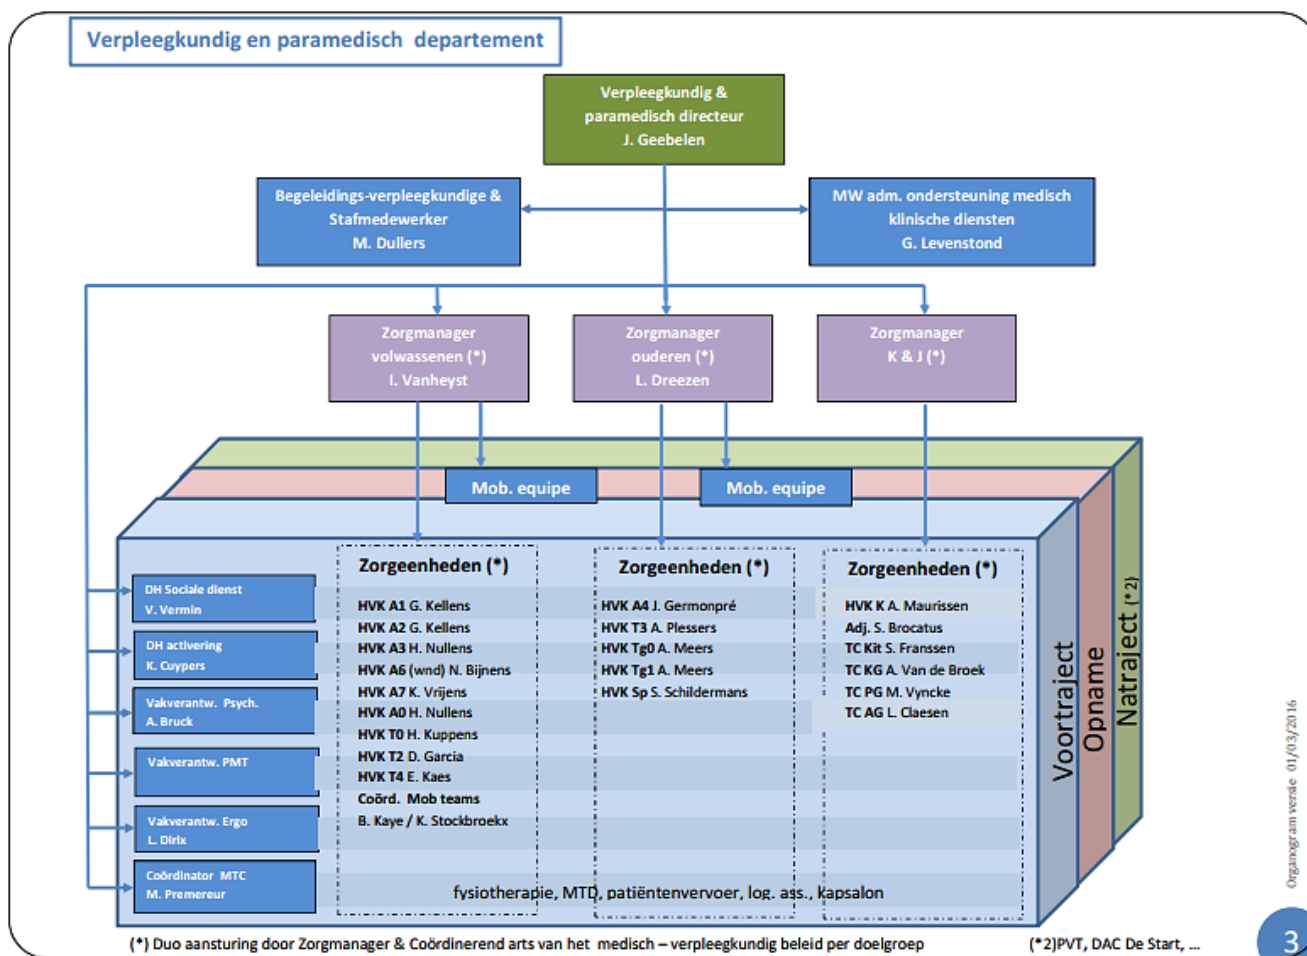 Verpleegkundig en paramedisch departement
Verpleegkundig &
paramedisch directeur
J. Geebelen
Begeleidings-verpleegkundige &
Stafmedewerker
M. Dullers
MW adm. ondersteuning medisch
klinische diensten
G. Levenstond
Zorgmanager
volwassenen (*)
I. Vanheyst
Zorgmanager
ouderen (*)
L. Dreezen
Zorgmanager
K & J (*)
Mob. equipe
Mob. equipe
DH Sociale dienst
V. Vermin
DH activering
K. Cuypers
Vakverantw. Psych.
A. Bruck
Vakverantw. PMT
Vakverantw. Ergo
L. Dirix
Coördinator MTC
M. Premereur
Zorgeenheden (*)
HVK A1 G. Kellens
HVK A2 G. Kellens
HVK A3 H. Nullens
HVK A6 (wnd) N. Bijnens
HVK A7 K. Vrijens
HVK A0 H. Nullens
HVK T0 H. Kuppens
HVK T2 D. Garcia
HVK T4 E. Kaes
Coörd. Mob teams
B. Kaye / K. Stockbroekx
Zorgeenheden (*)
HVK A4 J. Germonpré
HVK T3 A. Plessers
HVK Tg0 A. Meers
HVK Tg1 A. Meers
HVK Sp S. Schildermans
Zorgeenheden (*)
HVK K A. Maurissen
Adj. S. Brocatus
TC Kit S. Franssen
TC KG A. Van de Broek
TC PG M. Vyncke
TC AG L. Claesen
fysiotherapie, MTD, patiëntenvervoer, log. ass., kapsalon
Voortraject
Opname
Natraject (*2)
(*) Duo aansturing door Zorgmanager & Coördinerend arts van het medisch – verpleegkundig beleid per doelgroep
(*2)PVT, DAC De Start, ...
Organogram versie 01/03/2016
3